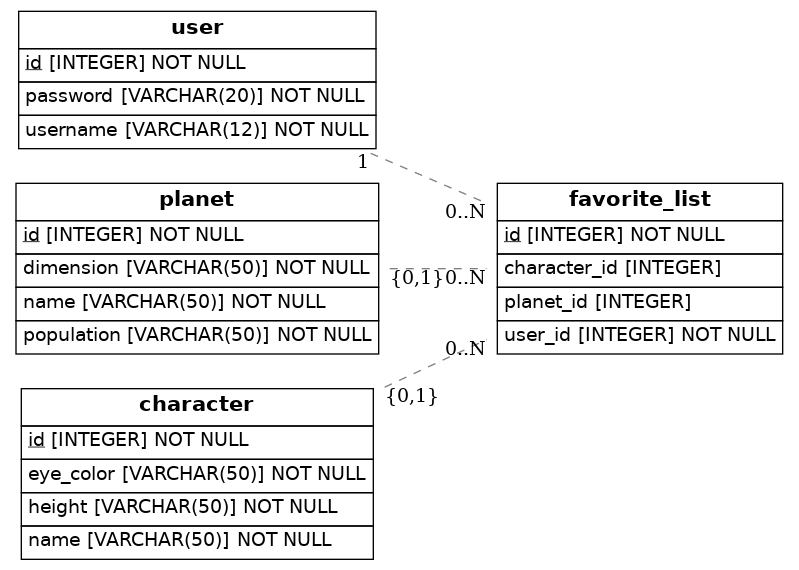 user
id [INTEGER] NOT NULL
password [VARCHAR(20)] NOT NULL
username [VARCHAR(12)] NOT NULL
1
0..N
planet
id [INTEGER] NOT NULL
dimension [VARCHAR(50)] NOT NULL
name [VARCHAR(50)] NOT NULL
population [VARCHAR(50)] NOT NULL
{0,1}
0..N
favorite_list
id [INTEGER] NOT NULL
character_id [INTEGER]
planet_id [INTEGER]
user_id [INTEGER] NOT NULL
0..N
{0,1}
character
id [INTEGER] NOT NULL
eye_color [VARCHAR(50)] NOT NULL
height [VARCHAR(50)] NOT NULL
name [VARCHAR(50)] NOT NULL